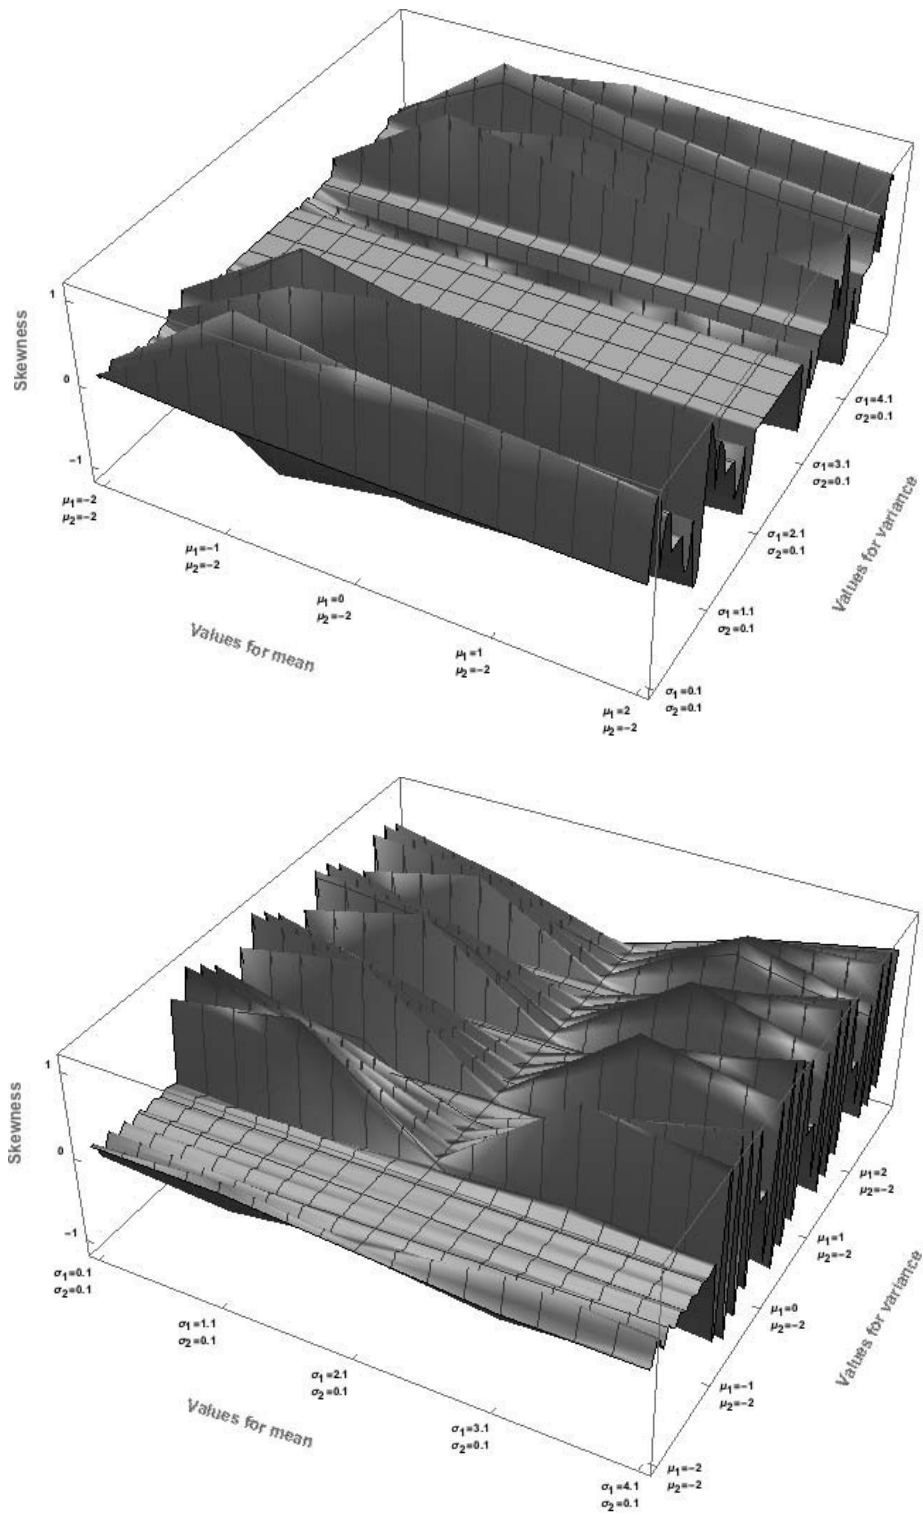 1
Skewness
0
−1
μ1=−2
μ2=−2
μ1=−1
μ2=−2
μ1=0
μ2=−2
μ1=1
μ2=−2
μ1=2
μ2=−2
Values for mean
σ1=4.1
σ2=0.1
σ1=3.1
σ2=0.1
σ1=2.1
σ2=0.1
σ1=1.1
σ2=0.1
σ1=0.1
σ2=0.1
Values for variance
1
Skewness
0
−1
σ1=0.1
σ2=0.1
σ1=1.1
σ2=0.1
σ1=2.1
σ2=0.1
σ1=3.1
σ2=0.1
σ1=4.1
σ2=0.1
Values for mean
μ1=2
μ2=−2
μ1=1
μ2=−2
μ1=0
μ2=−2
μ1=−1
μ2=−2
μ1=−2
μ2=−2
Values for variance